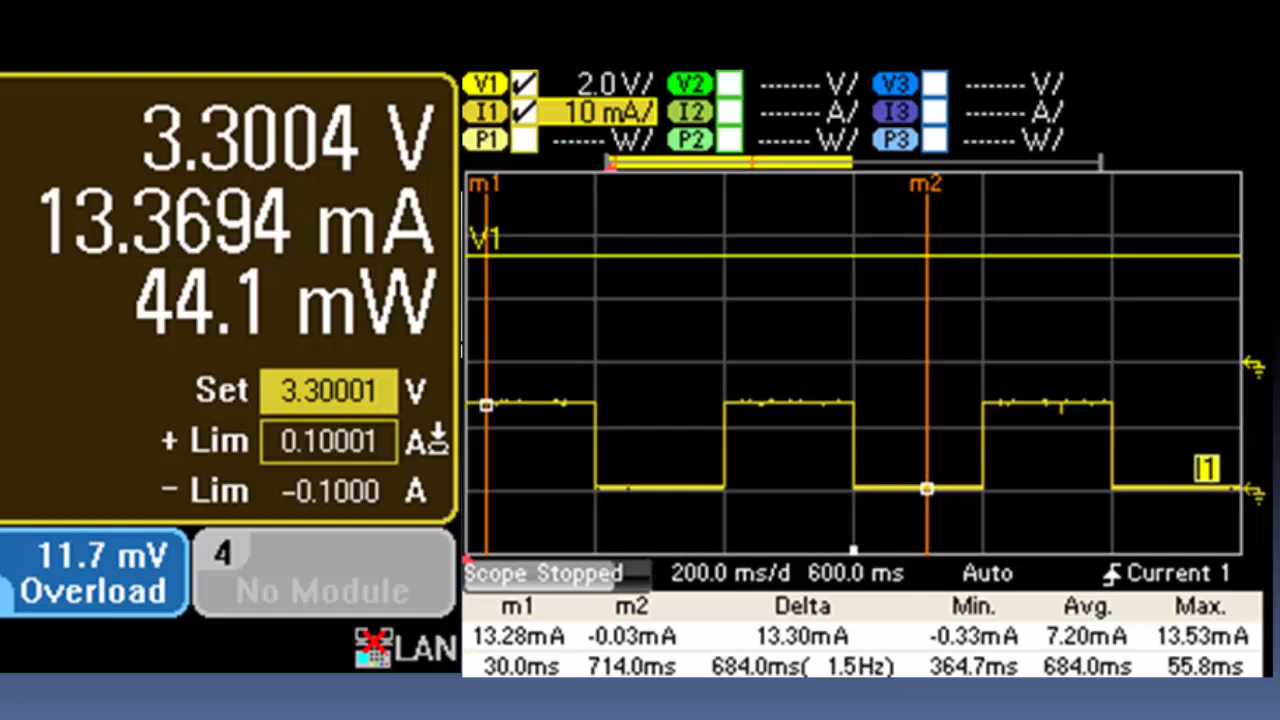 3.3004 V
13.3694 mA
44.1 mW
Set 3.30001 V
+ Lim 0.10001 A
− Lim −0.1000 A
11.7 mV
Overload
4
No Module
LAN
V1 2.0 V/ V2 ------- V/ V3 ------- V/
I1 10 mA/ I2 ------- A/ I3 ------- A/
P1 ------ W/ P2 ------- W/ P3 ------- W/
m1 m2
V1
I1
Scope Stopped 200.0 ms/d 600.0 ms Auto Current 1
m1 m2 Delta Min. Avg. Max.
13.28mA -0.03mA 13.30mA -0.33mA 7.20mA 13.53mA
30.0ms 714.0ms 684.0ms( 1.5Hz) 364.7ms 684.0ms 55.8ms